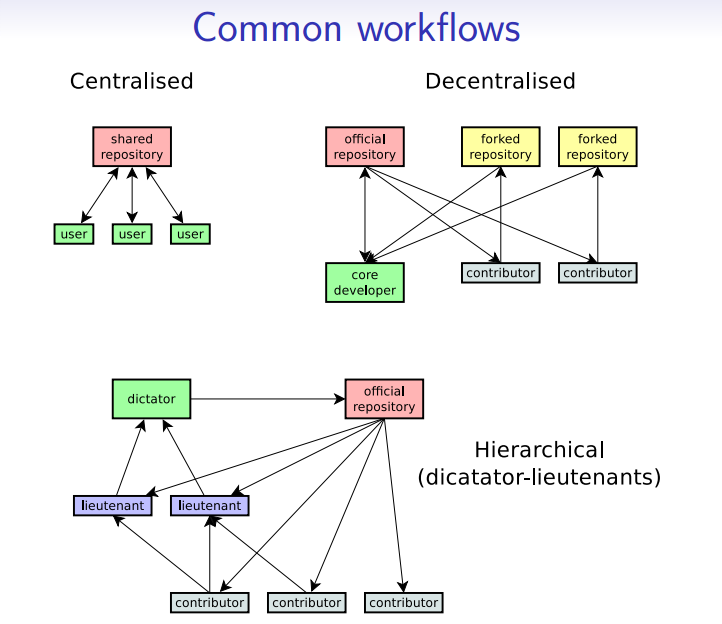 Common workflows
Centralised
Decentralised
shared
repository
user
user
user
official
repository
forked
repository
forked
repository
core
developer
contributor
contributor
dictator
official
repository
Hierarchical
(dicatator-lieutenants)
lieutenant
lieutenant
contributor
contributor
contributor